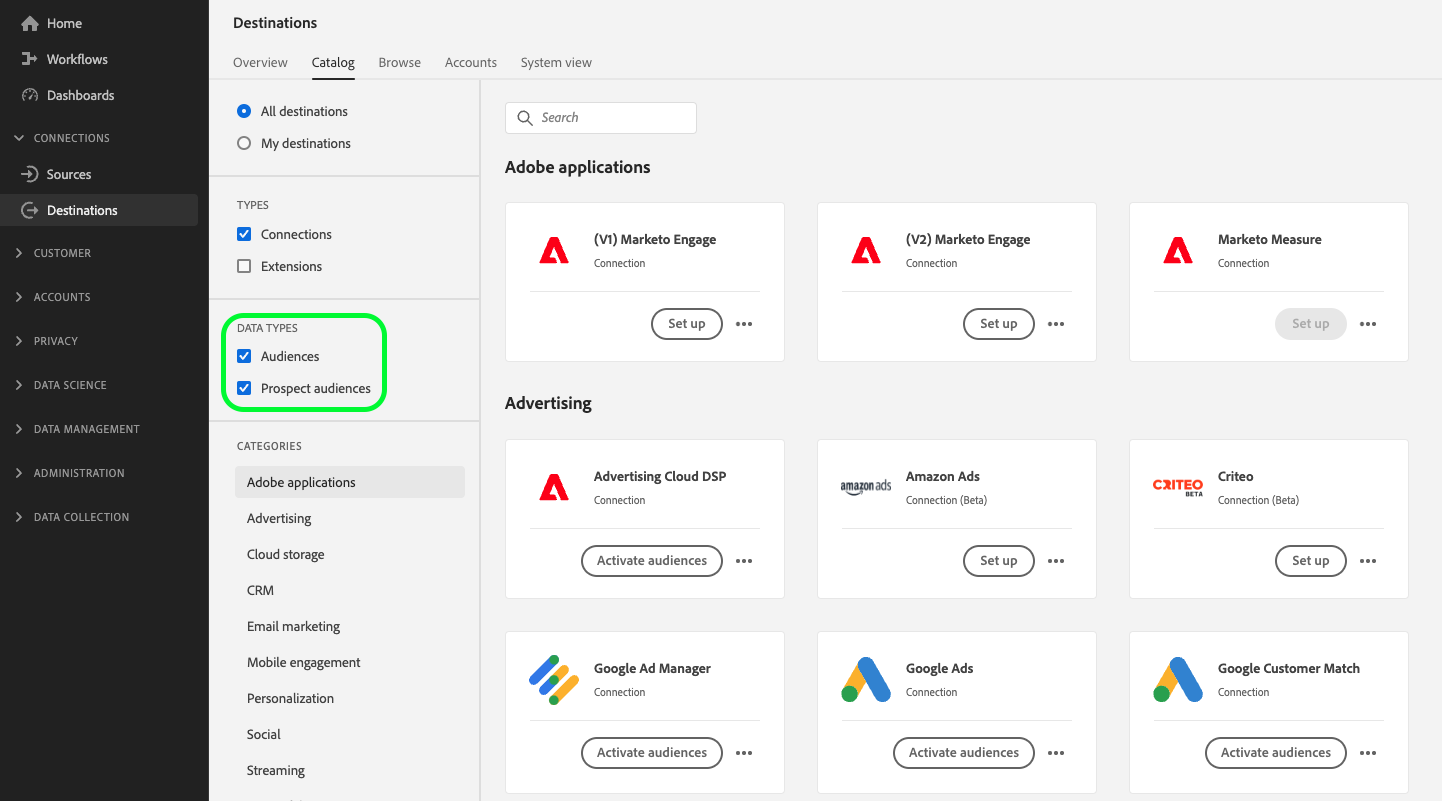 Home
Workflows
Dashboards
CONNECTIONS
Sources
Destinations
CUSTOMER
ACCOUNTS
PRIVACY
DATA SCIENCE
DATA MANAGEMENT
ADMINISTRATION
DATA COLLECTION
Destinations
Overview Catalog Browse Accounts System view
All destinations
My destinations
TYPES
Connections
Extensions
DATA TYPES
Audiences
Prospect audiences
CATEGORIES
Adobe applications
Advertising
Cloud storage
CRM
Email marketing
Mobile engagement
Personalization
Social
Streaming
Search
Adobe applications
(V1) Marketo Engage
Connection
Set up
(V2) Marketo Engage
Connection
Set up
Marketo Measure
Connection
Set up
Advertising
Advertising Cloud DSP
Connection
Activate audiences
amazon ads
Amazon Ads
Connection (Beta)
Set up
CRITEO
BETA
Criteo
Connection (Beta)
Set up
Google Ad Manager
Connection
Activate audiences
Google Ads
Connection
Activate audiences
Google Customer Match
Connection
Activate audiences